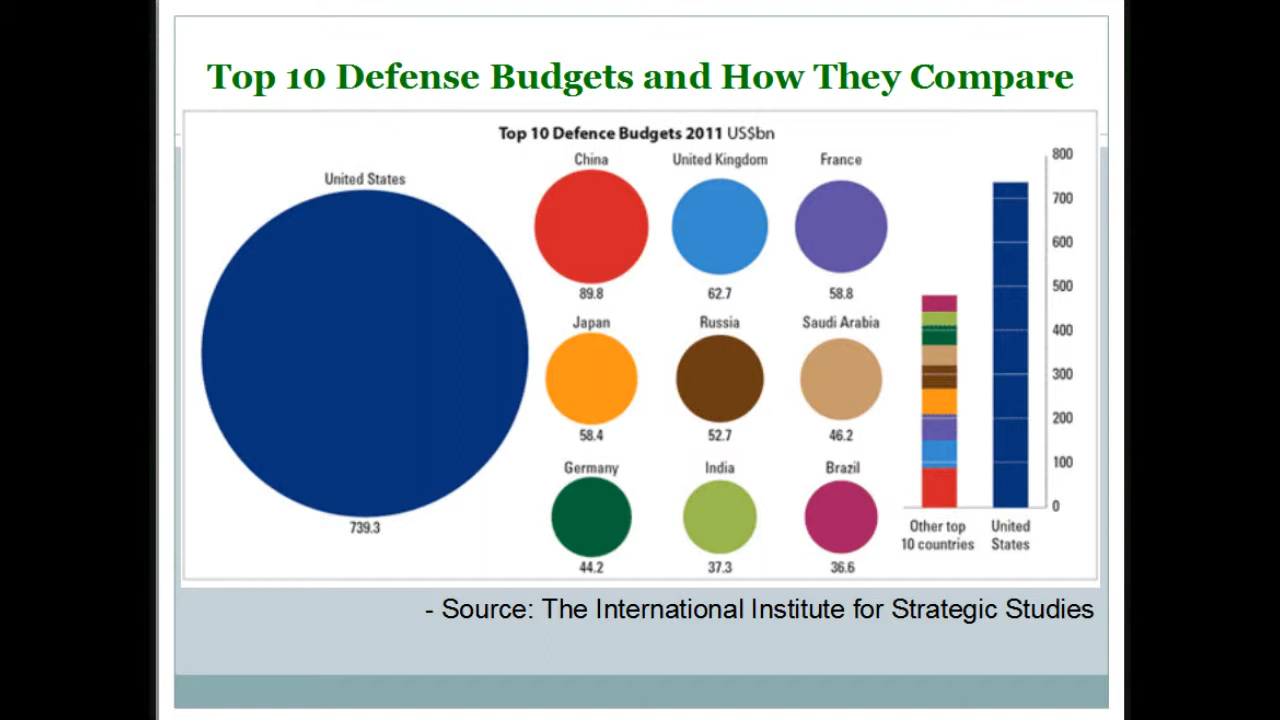 Top 10 Defense Budgets and How They Compare
Top 10 Defence Budgets 2011 US$bn
United States
739.3
China
89.8
United Kingdom
62.7
France
58.8
Japan
58.4
Russia
52.7
Saudi Arabia
46.2
Germany
44.2
India
37.3
Brazil
36.6
800
700
600
500
400
300
200
100
0
Other top
10 countries
United
States
- Source: The International Institute for Strategic Studies